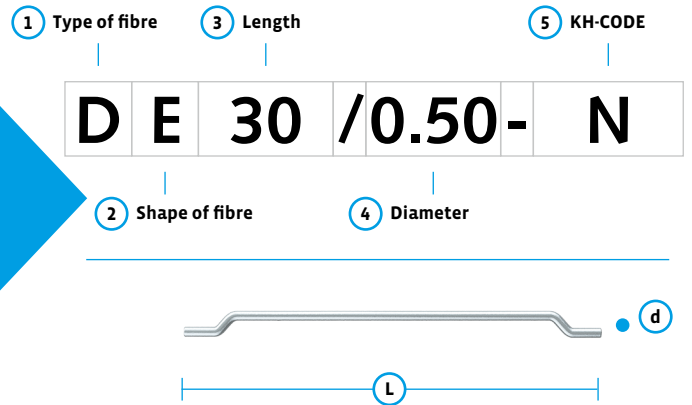 1 Type of fibre 3 Length 5 KH-CODE
D E 30 /0.50- N
2 Shape of fibre 4 Diameter
d
L